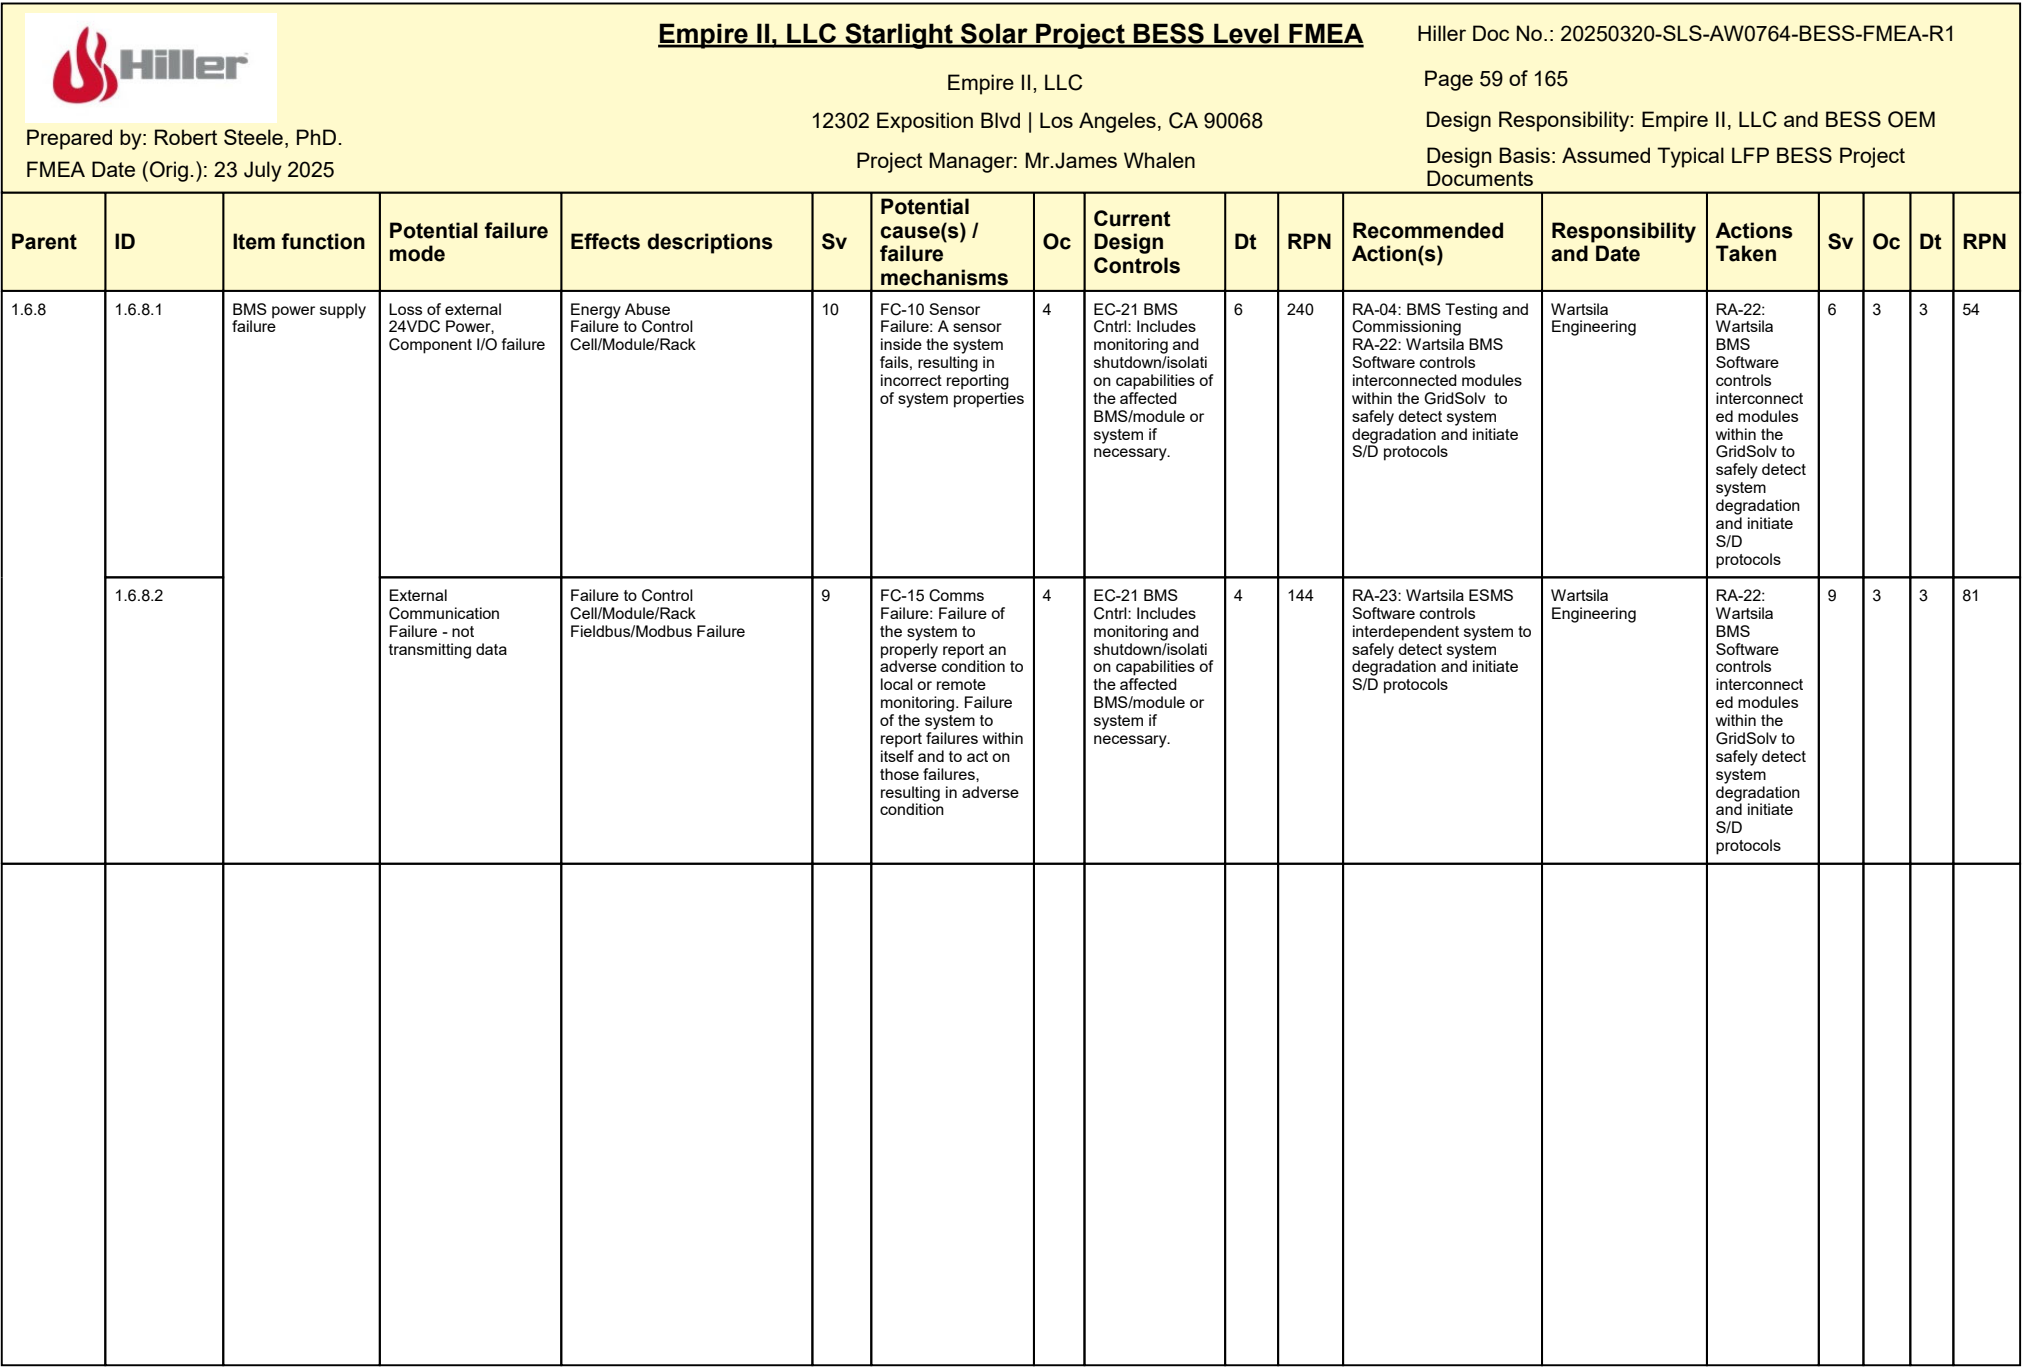 Hiller
Prepared by: Robert Steele, PhD.
FMEA Date (Orig.): 23 July 2025
Empire II, LLC Starlight Solar Project BESS Level FMEA
Empire II, LLC
12302 Exposition Blvd | Los Angeles, CA 90068
Project Manager: Mr.James Whalen
Hiller Doc No.: 20250320-SLS-AW0764-BESS-FMEA-R1
Page 59 of 165
Design Responsibility: Empire II, LLC and BESS OEM
Design Basis: Assumed Typical LFP BESS Project
Documents
Parent
ID
Item function
Potential failure
mode
Effects descriptions
Sv
Potential
cause(s) /
failure
mechanisms
Oc
Current
Design
Controls
Dt
RPN
Recommended
Action(s)
Responsibility
and Date
Actions
Taken
Sv
Oc
Dt
RPN
1.6.8
1.6.8.1
BMS power supply
failure
Loss of external
24VDC Power,
Component I/O failure
Energy Abuse
Failure to Control
Cell/Module/Rack
10
FC-10 Sensor
Failure: A sensor
inside the system
fails, resulting in
incorrect reporting
of system properties
4
EC-21 BMS
Cntrl: Includes
monitoring and
shutdown/isolati
on capabilities of
the affected
BMS/module or
system if
necessary.
6
240
RA-04: BMS Testing and
Commissioning
RA-22: Wartsila BMS
Software controls
interconnected modules
within the GridSolv to
safely detect system
degradation and initiate
S/D protocols
Wartsila
Engineering
RA-22:
Wartsila
BMS
Software
controls
interconnect
ed modules
within the
GridSolv to
safely detect
system
degradation
and initiate
S/D
protocols
6
3
3
54
1.6.8.2
External
Communication
Failure - not
transmitting data
Failure to Control
Cell/Module/Rack
Fieldbus/Modbus Failure
9
FC-15 Comms
Failure: Failure of
the system to
properly report an
adverse condition to
local or remote
monitoring. Failure
of the system to
report failures within
itself and to act on
those failures,
resulting in adverse
condition
4
EC-21 BMS
Cntrl: Includes
monitoring and
shutdown/isolati
on capabilities of
the affected
BMS/module or
system if
necessary.
4
144
RA-23: Wartsila ESMS
Software controls
interdependent system to
safely detect system
degradation and initiate
S/D protocols
Wartsila
Engineering
RA-22:
Wartsila
BMS
Software
controls
interconnect
ed modules
within the
GridSolv to
safely detect
system
degradation
and initiate
S/D
protocols
9
3
3
81